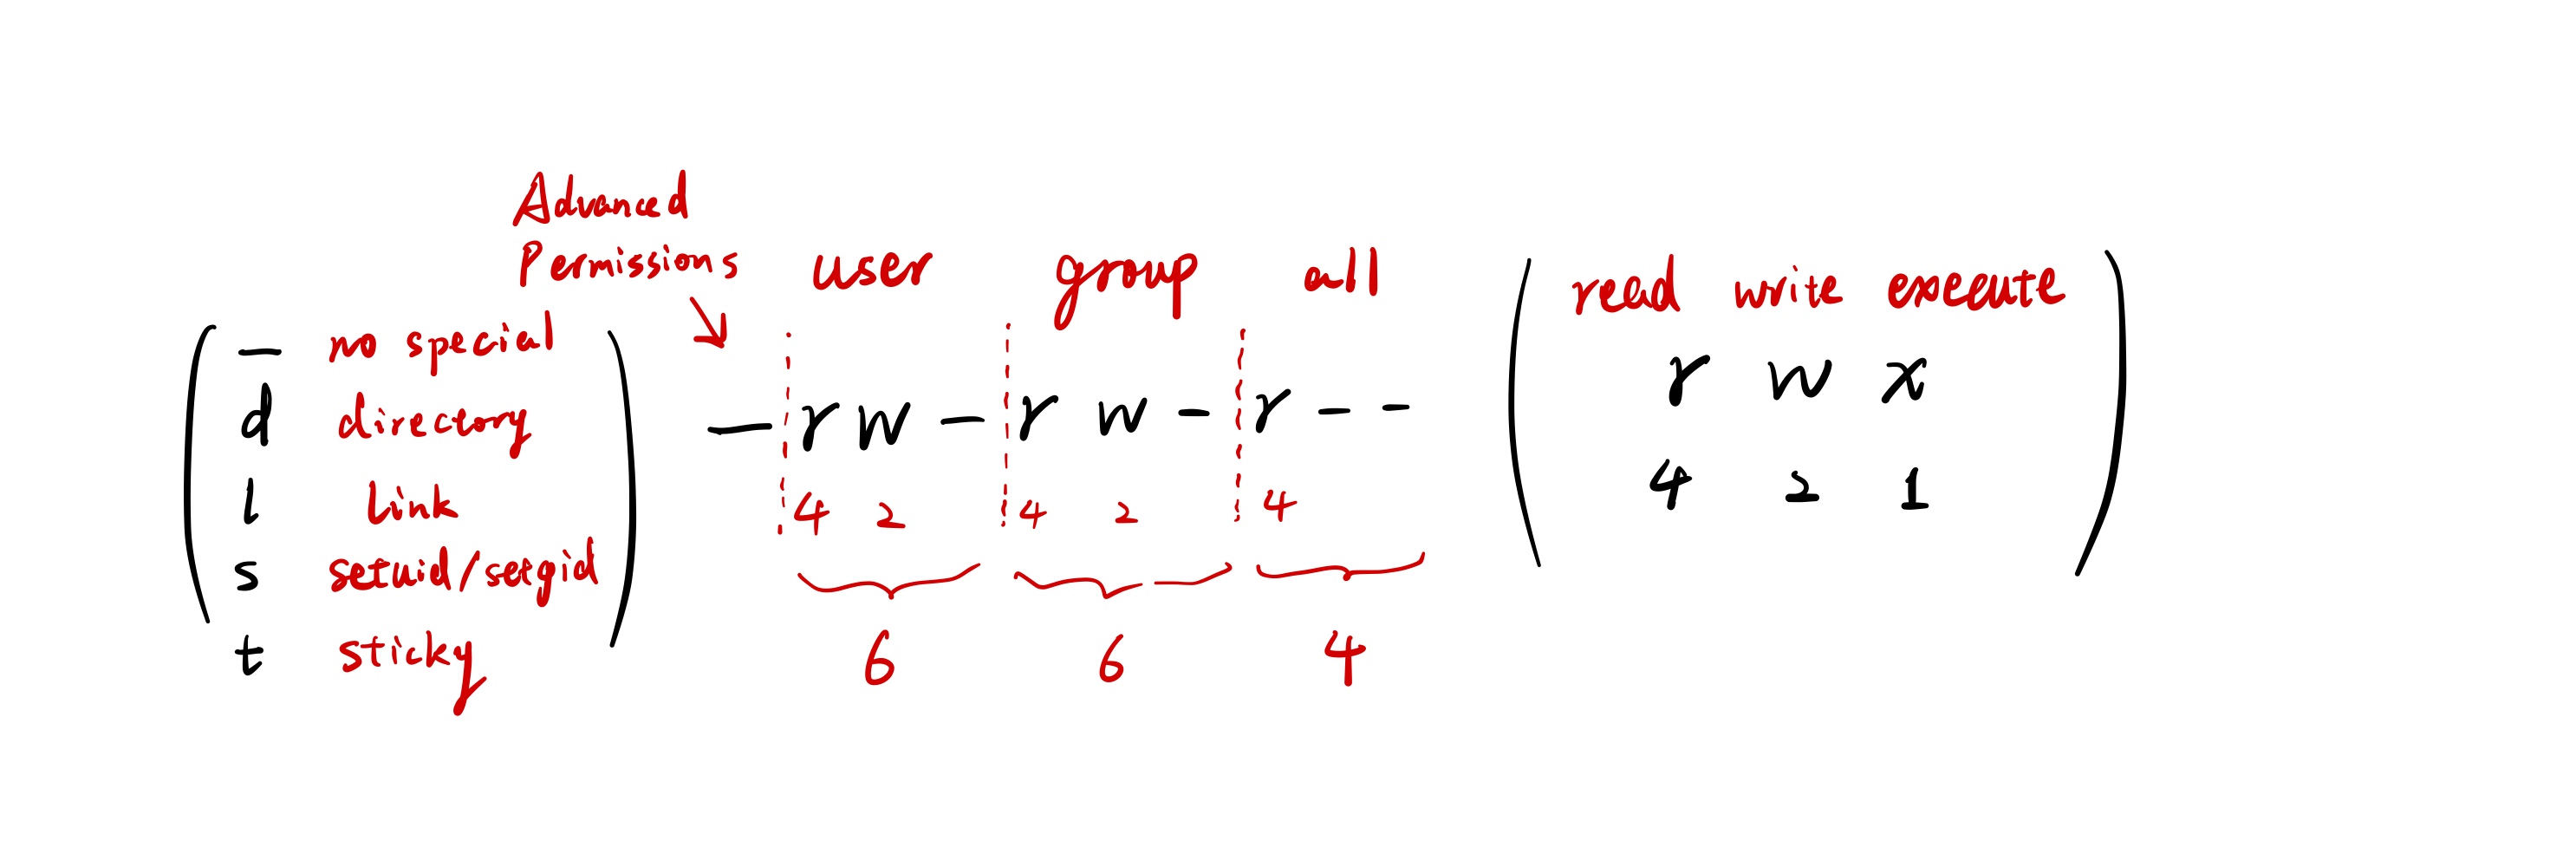 Advanced
Permissions
user group all
— no special
d directory
l link
s setuid/setgid
t sticky
— r w — r w - r - -
4 2 4 2 4
6 6 4
read write execute
r w x
4 2 1